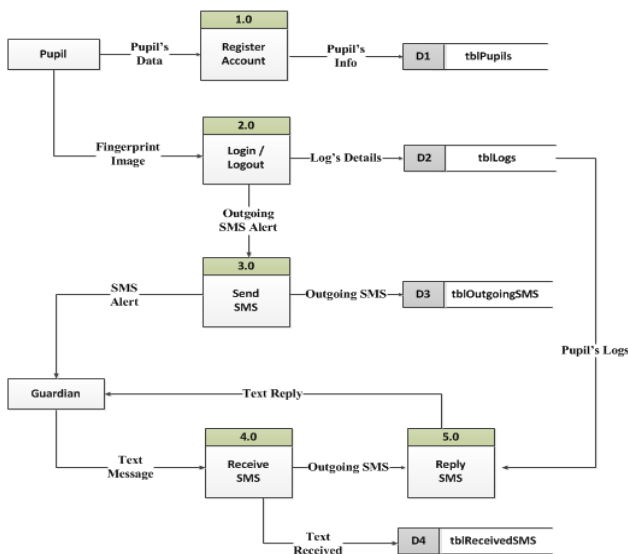 1.0
Pupil
Pupil's
Data
Register
Account
Pupil's
Info
D1
tblPupils
2.0
Fingerprint
Image
Login /
Logout
Log's Details
D2
tblLogs
Outgoing
SMS Alert
3.0
SMS
Alert
Send
SMS
Outgoing SMS
D3
tblOutgoingSMS
Pupil's Logs
Guardian
Text Reply
4.0
5.0
Text
Message
Receive
SMS
Outgoing SMS
Reply
SMS
Text
Received
D4
tblReceivedSMS